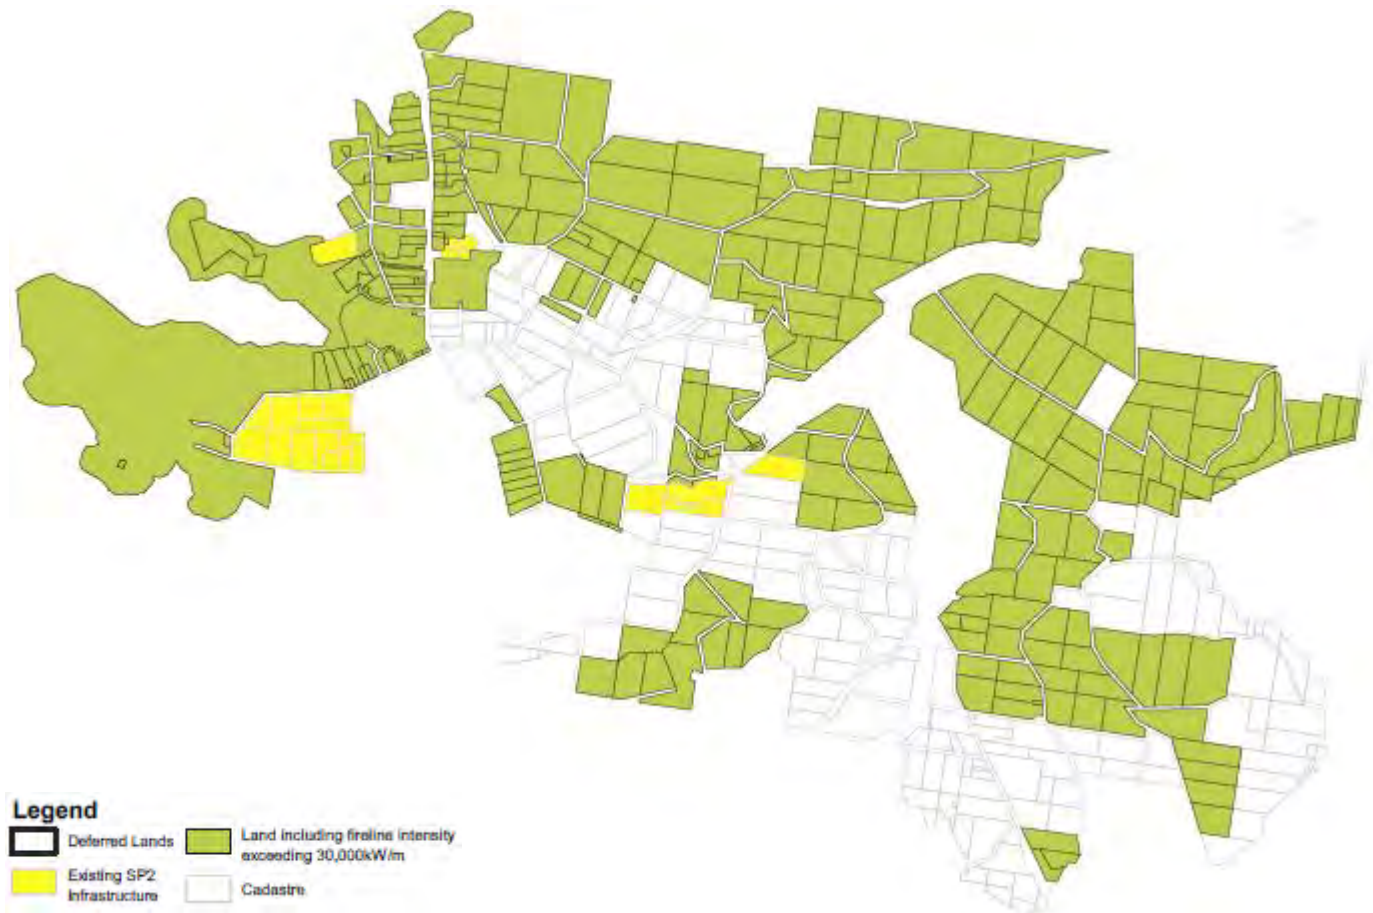 Legend
Deferred Lands
Land including fireline intensity
exceeding 30,000kW/m
Existing SP2
Infrastructure
Cadastre